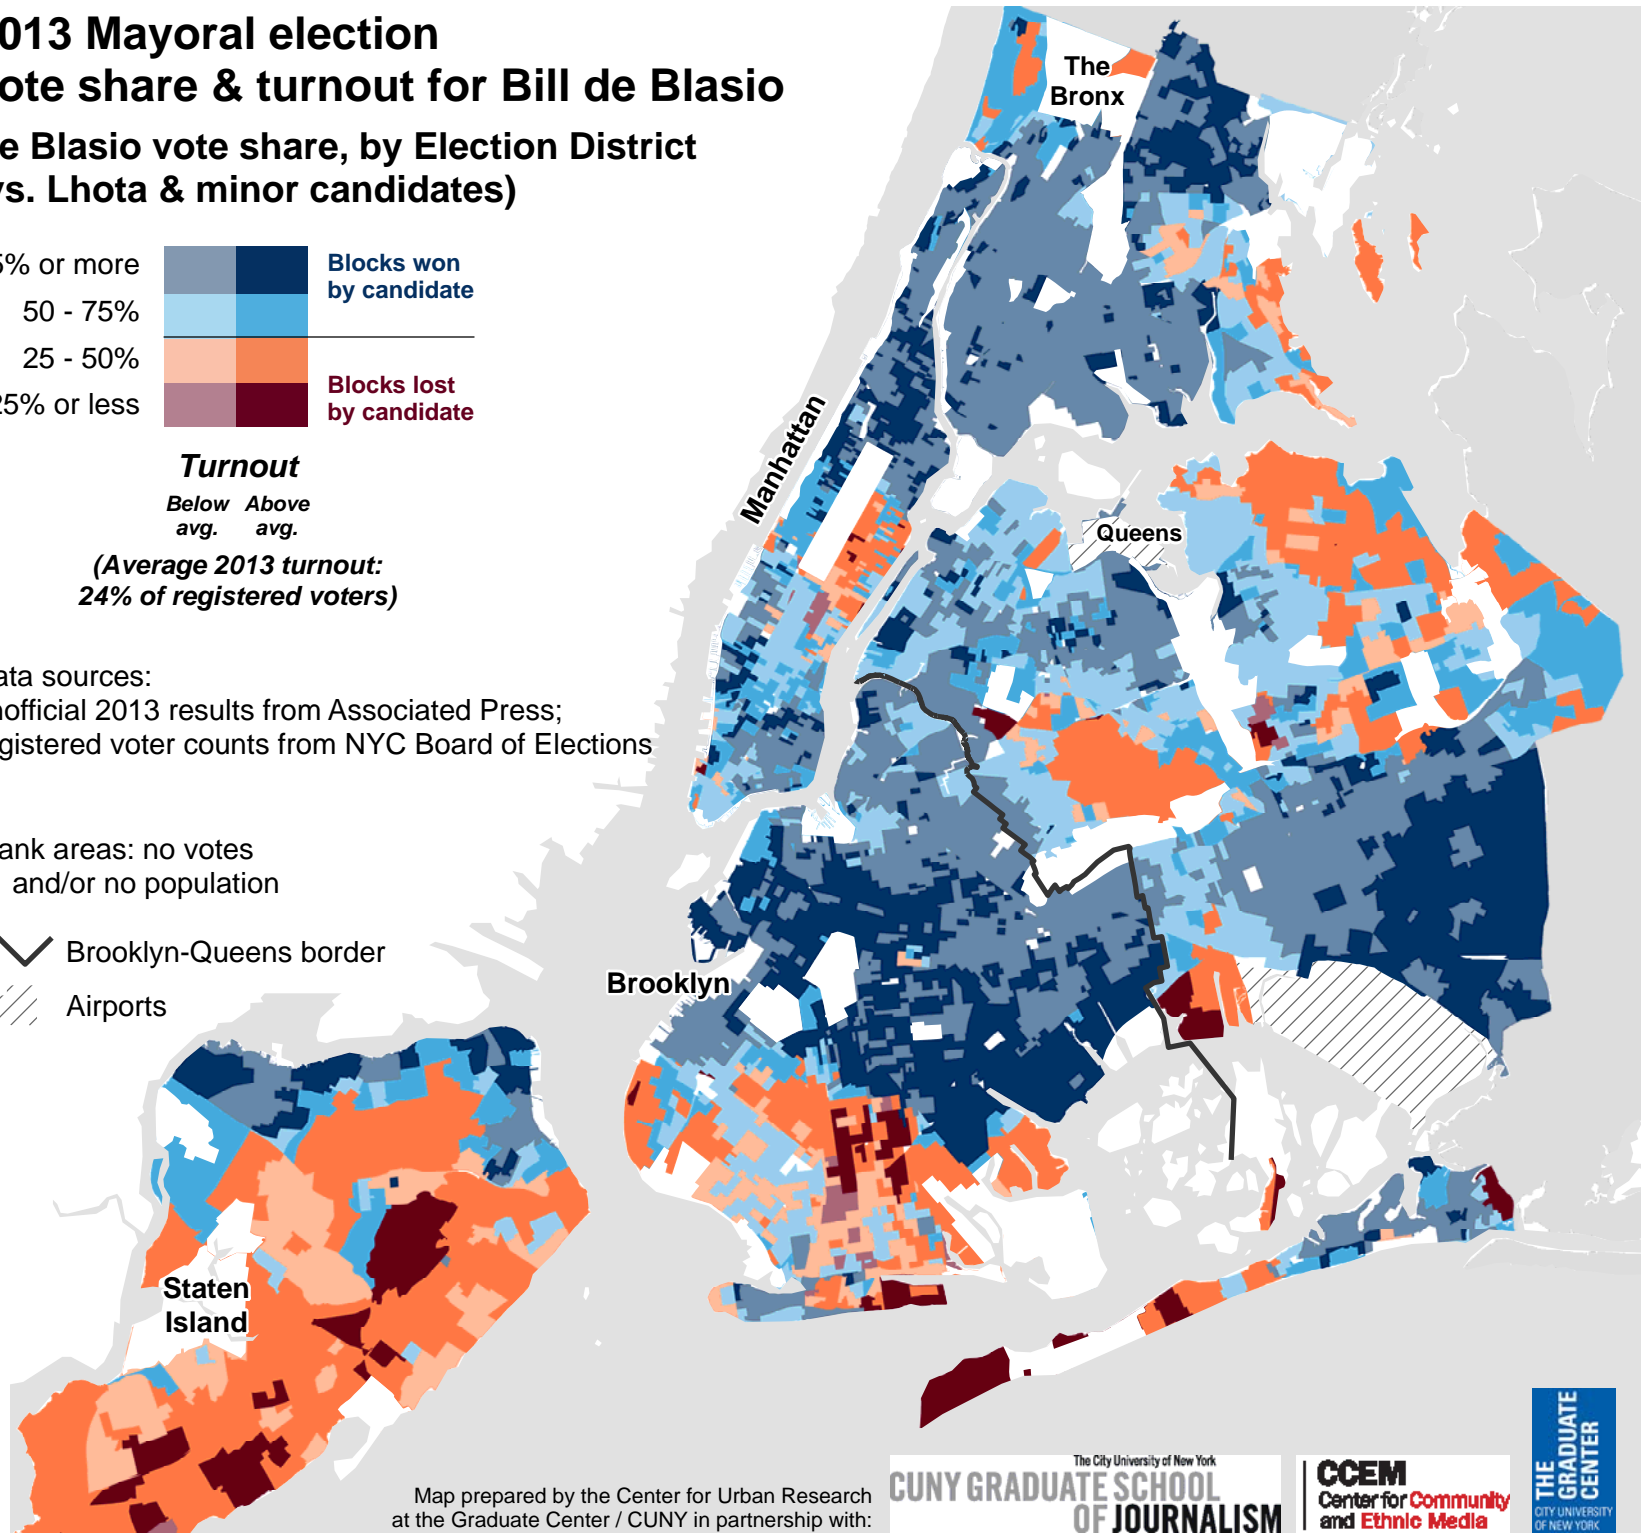 013 Mayoral election
ote share & turnout for Bill de Blasio
e Blasio vote share, by Election District
vs. Lhota & minor candidates)
5% or more
50 - 75%
25 - 50%
25% or less
Blocks won
by candidate
Blocks lost
by candidate
Turnout
Below Above
avg. avg.
(Average 2013 turnout:
24% of registered voters)
ata sources:
nofficial 2013 results from Associated Press;
egistered voter counts from NYC Board of Elections
ank areas: no votes
and/or no population
Brooklyn-Queens border
Airports
The
Bronx
Manhattan
Queens
Brooklyn
Staten
Island
Map prepared by the Center for Urban Research
at the Graduate Center / CUNY in partnership with:
The City University of New York
CUNY GRADUATE SCHOOL
OF JOURNALISM
CCEM
Center for Community
and Ethnic Media
THE
GRADUATE
CENTER
CITY UNIVERSITY
OF NEW YORK